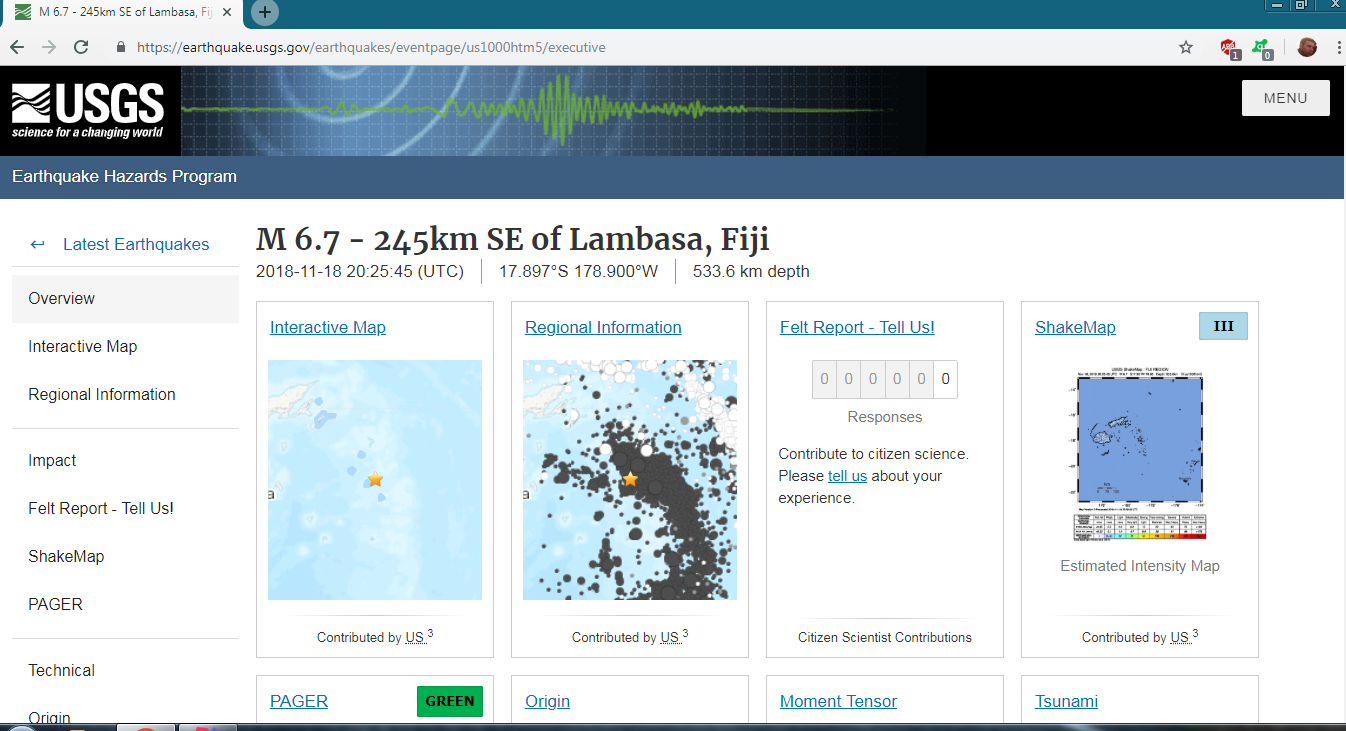 M 6.7 - 245km SE of Lambasa, Fij
https://earthquake.usgs.gov/earthquakes/eventpage/us1000htm5/executive
1
0
USGS
science for a changing world
MENU
Earthquake Hazards Program
Latest Earthquakes
Overview
Interactive Map
Regional Information
Impact
Felt Report - Tell Us!
ShakeMap
PAGER
Technical
Origin
M 6.7 - 245km SE of Lambasa, Fiji
2018-11-18 20:25:45 (UTC) 17.897°S 178.900°W 533.6 km depth
Interactive Map
a
Contributed by US 3
Regional Information
a
Contributed by US 3
Felt Report - Tell Us!
0 0 0 0 0 0
Responses
Contribute to citizen science.
Please tell us about your
experience.
Citizen Scientist Contributions
ShakeMap III
Estimated Intensity Map
Contributed by US 3
PAGER GREEN
Origin
Moment Tensor
Tsunami